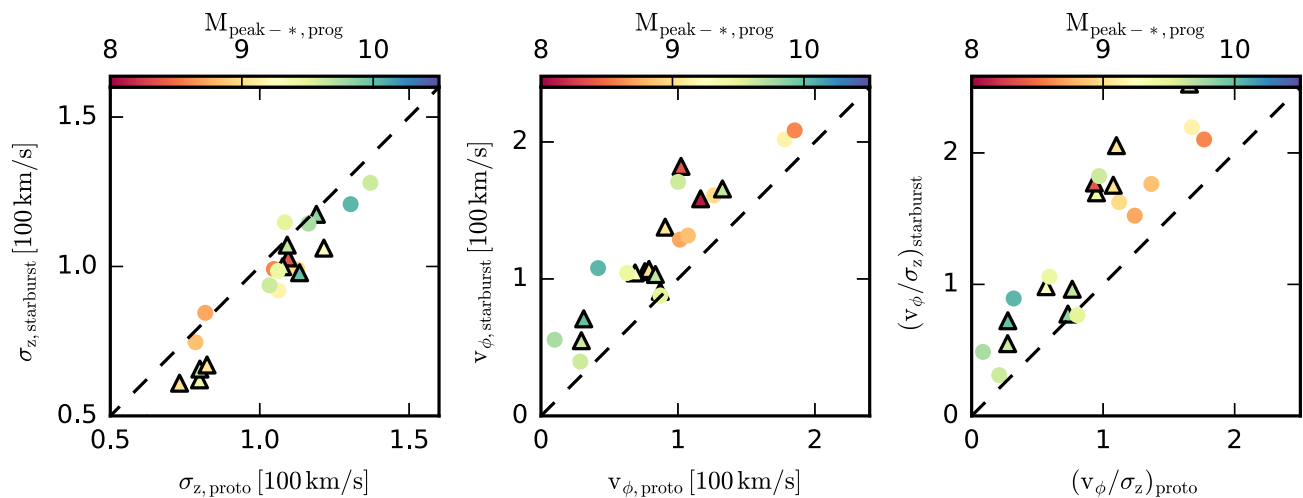 M_peak−∗,prog
8 9 10
σ_z,starburst [100 km/s]
1.5
1.0
0.5
0.5 1.0 1.5
σ_z,proto [100 km/s]
M_peak−∗,prog
8 9 10
v_ϕ,starburst [100 km/s]
2
1
0
0 1 2
v_ϕ,proto [100 km/s]
M_peak−∗,prog
8 9 10
(v_ϕ/σ_z)_starburst
2
1
0
0 1 2
(v_ϕ/σ_z)_proto